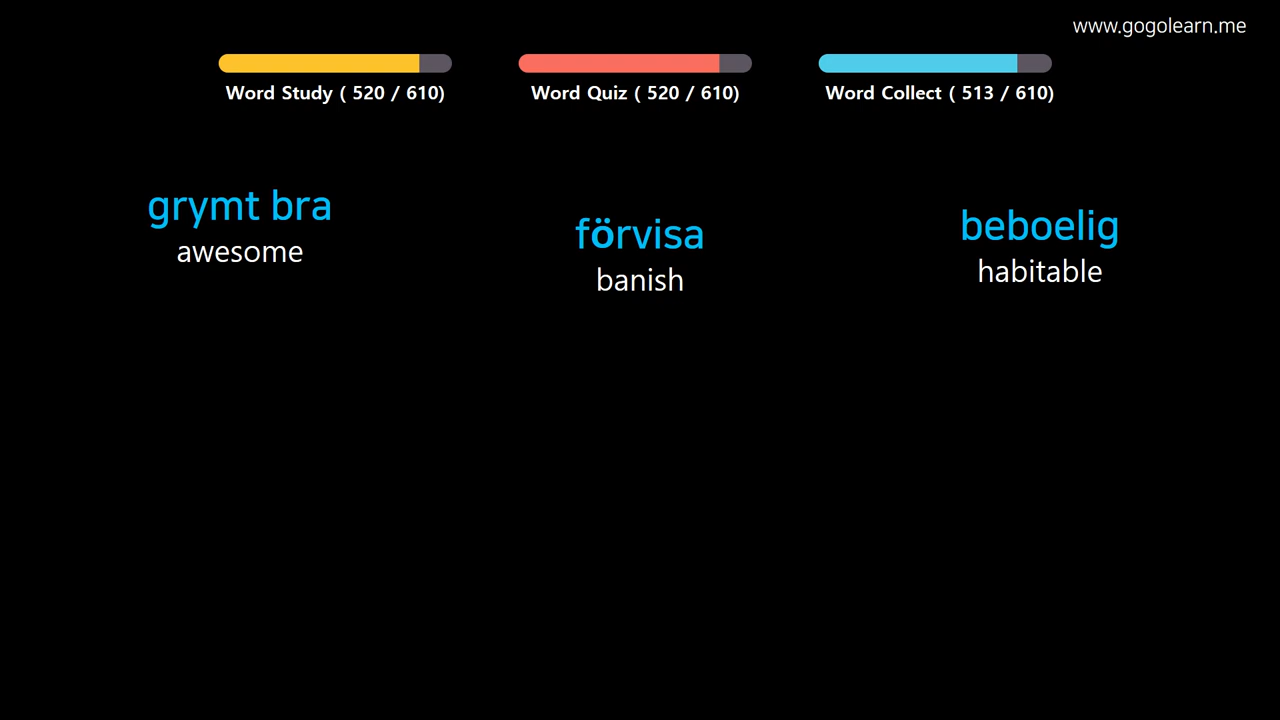 www.gogolearn.me
Word Study ( 520 / 610)
Word Quiz ( 520 / 610)
Word Collect ( 513 / 610)
grymt bra
awesome
förvisa
banish
beboelig
habitable